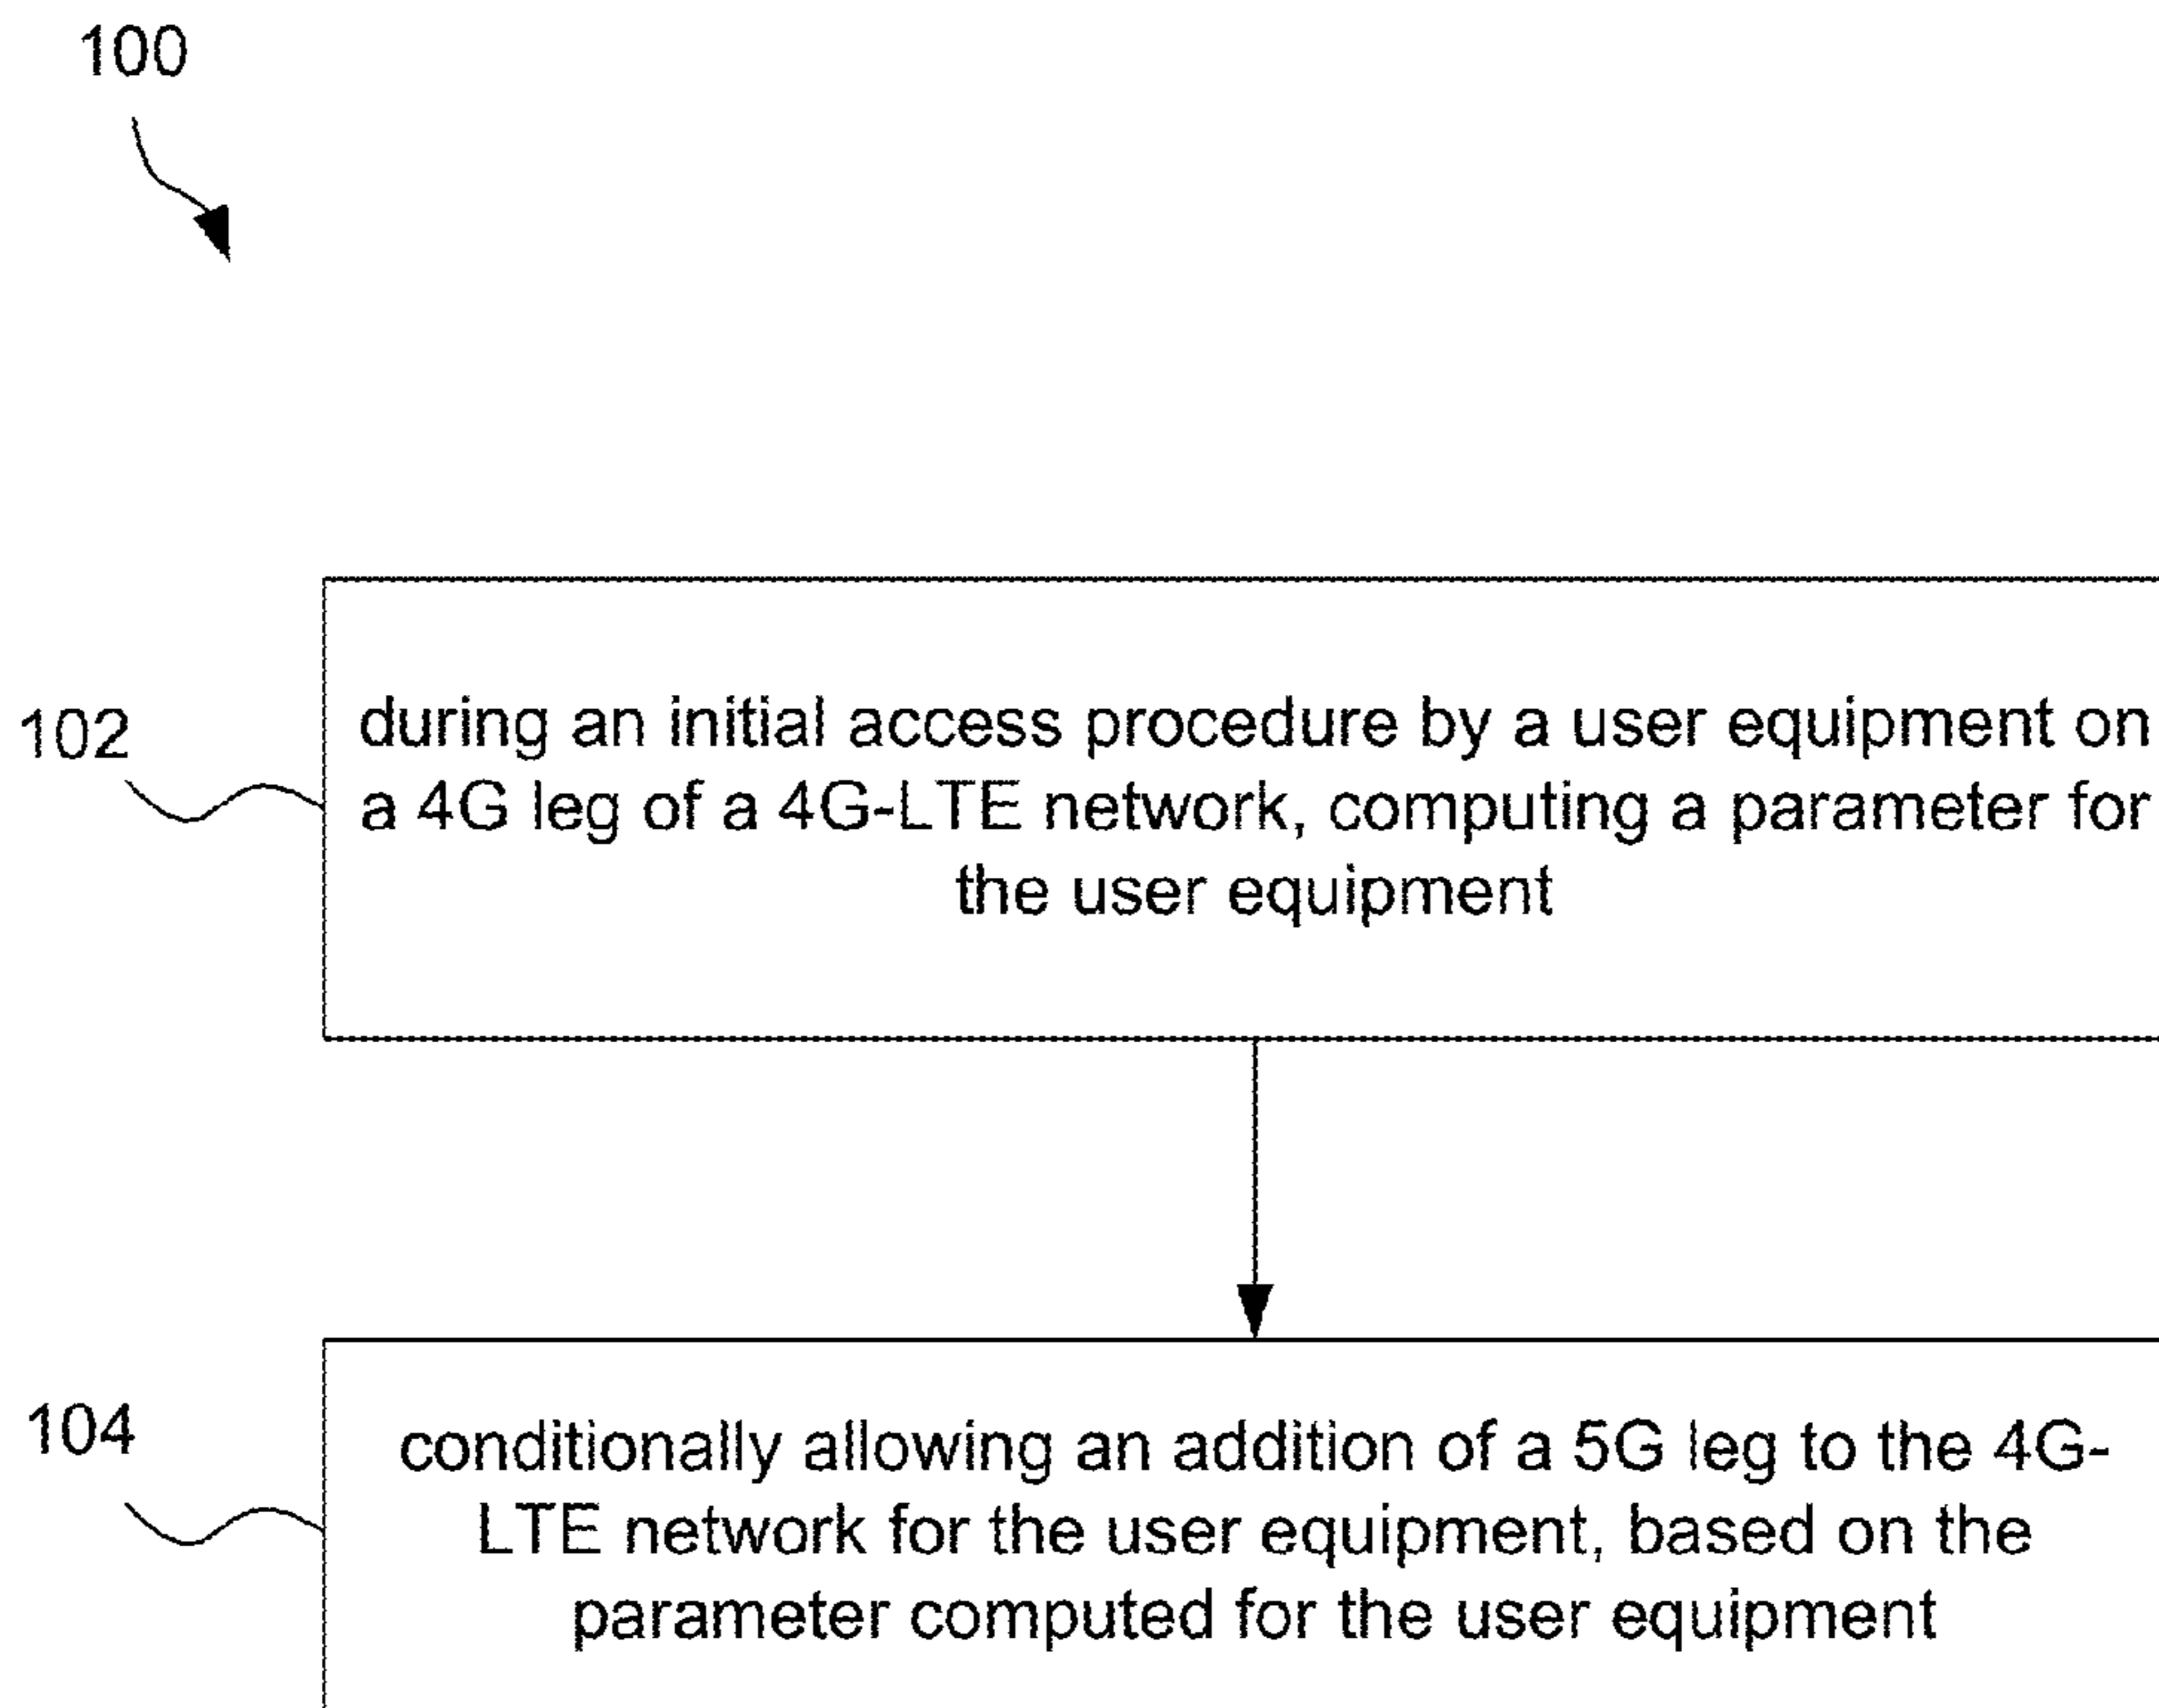 100
102
during an initial access procedure by a user equipment on
a 4G leg of a 4G-LTE network, computing a parameter for
the user equipment
104
conditionally allowing an addition of a 5G leg to the 4G-
LTE network for the user equipment, based on the
parameter computed for the user equipment